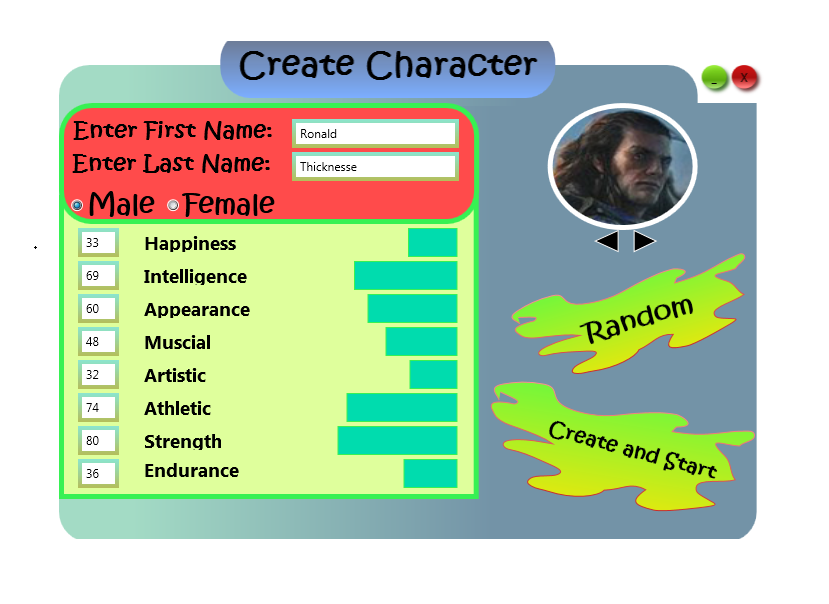 Create Character
- X
Enter First Name: Ronald
Enter Last Name: Thicknesse
Male Female
33 Happiness
69 Intelligence
60 Appearance
48 Muscial
32 Artistic
74 Athletic
80 Strength
36 Endurance
Random
Create and Start